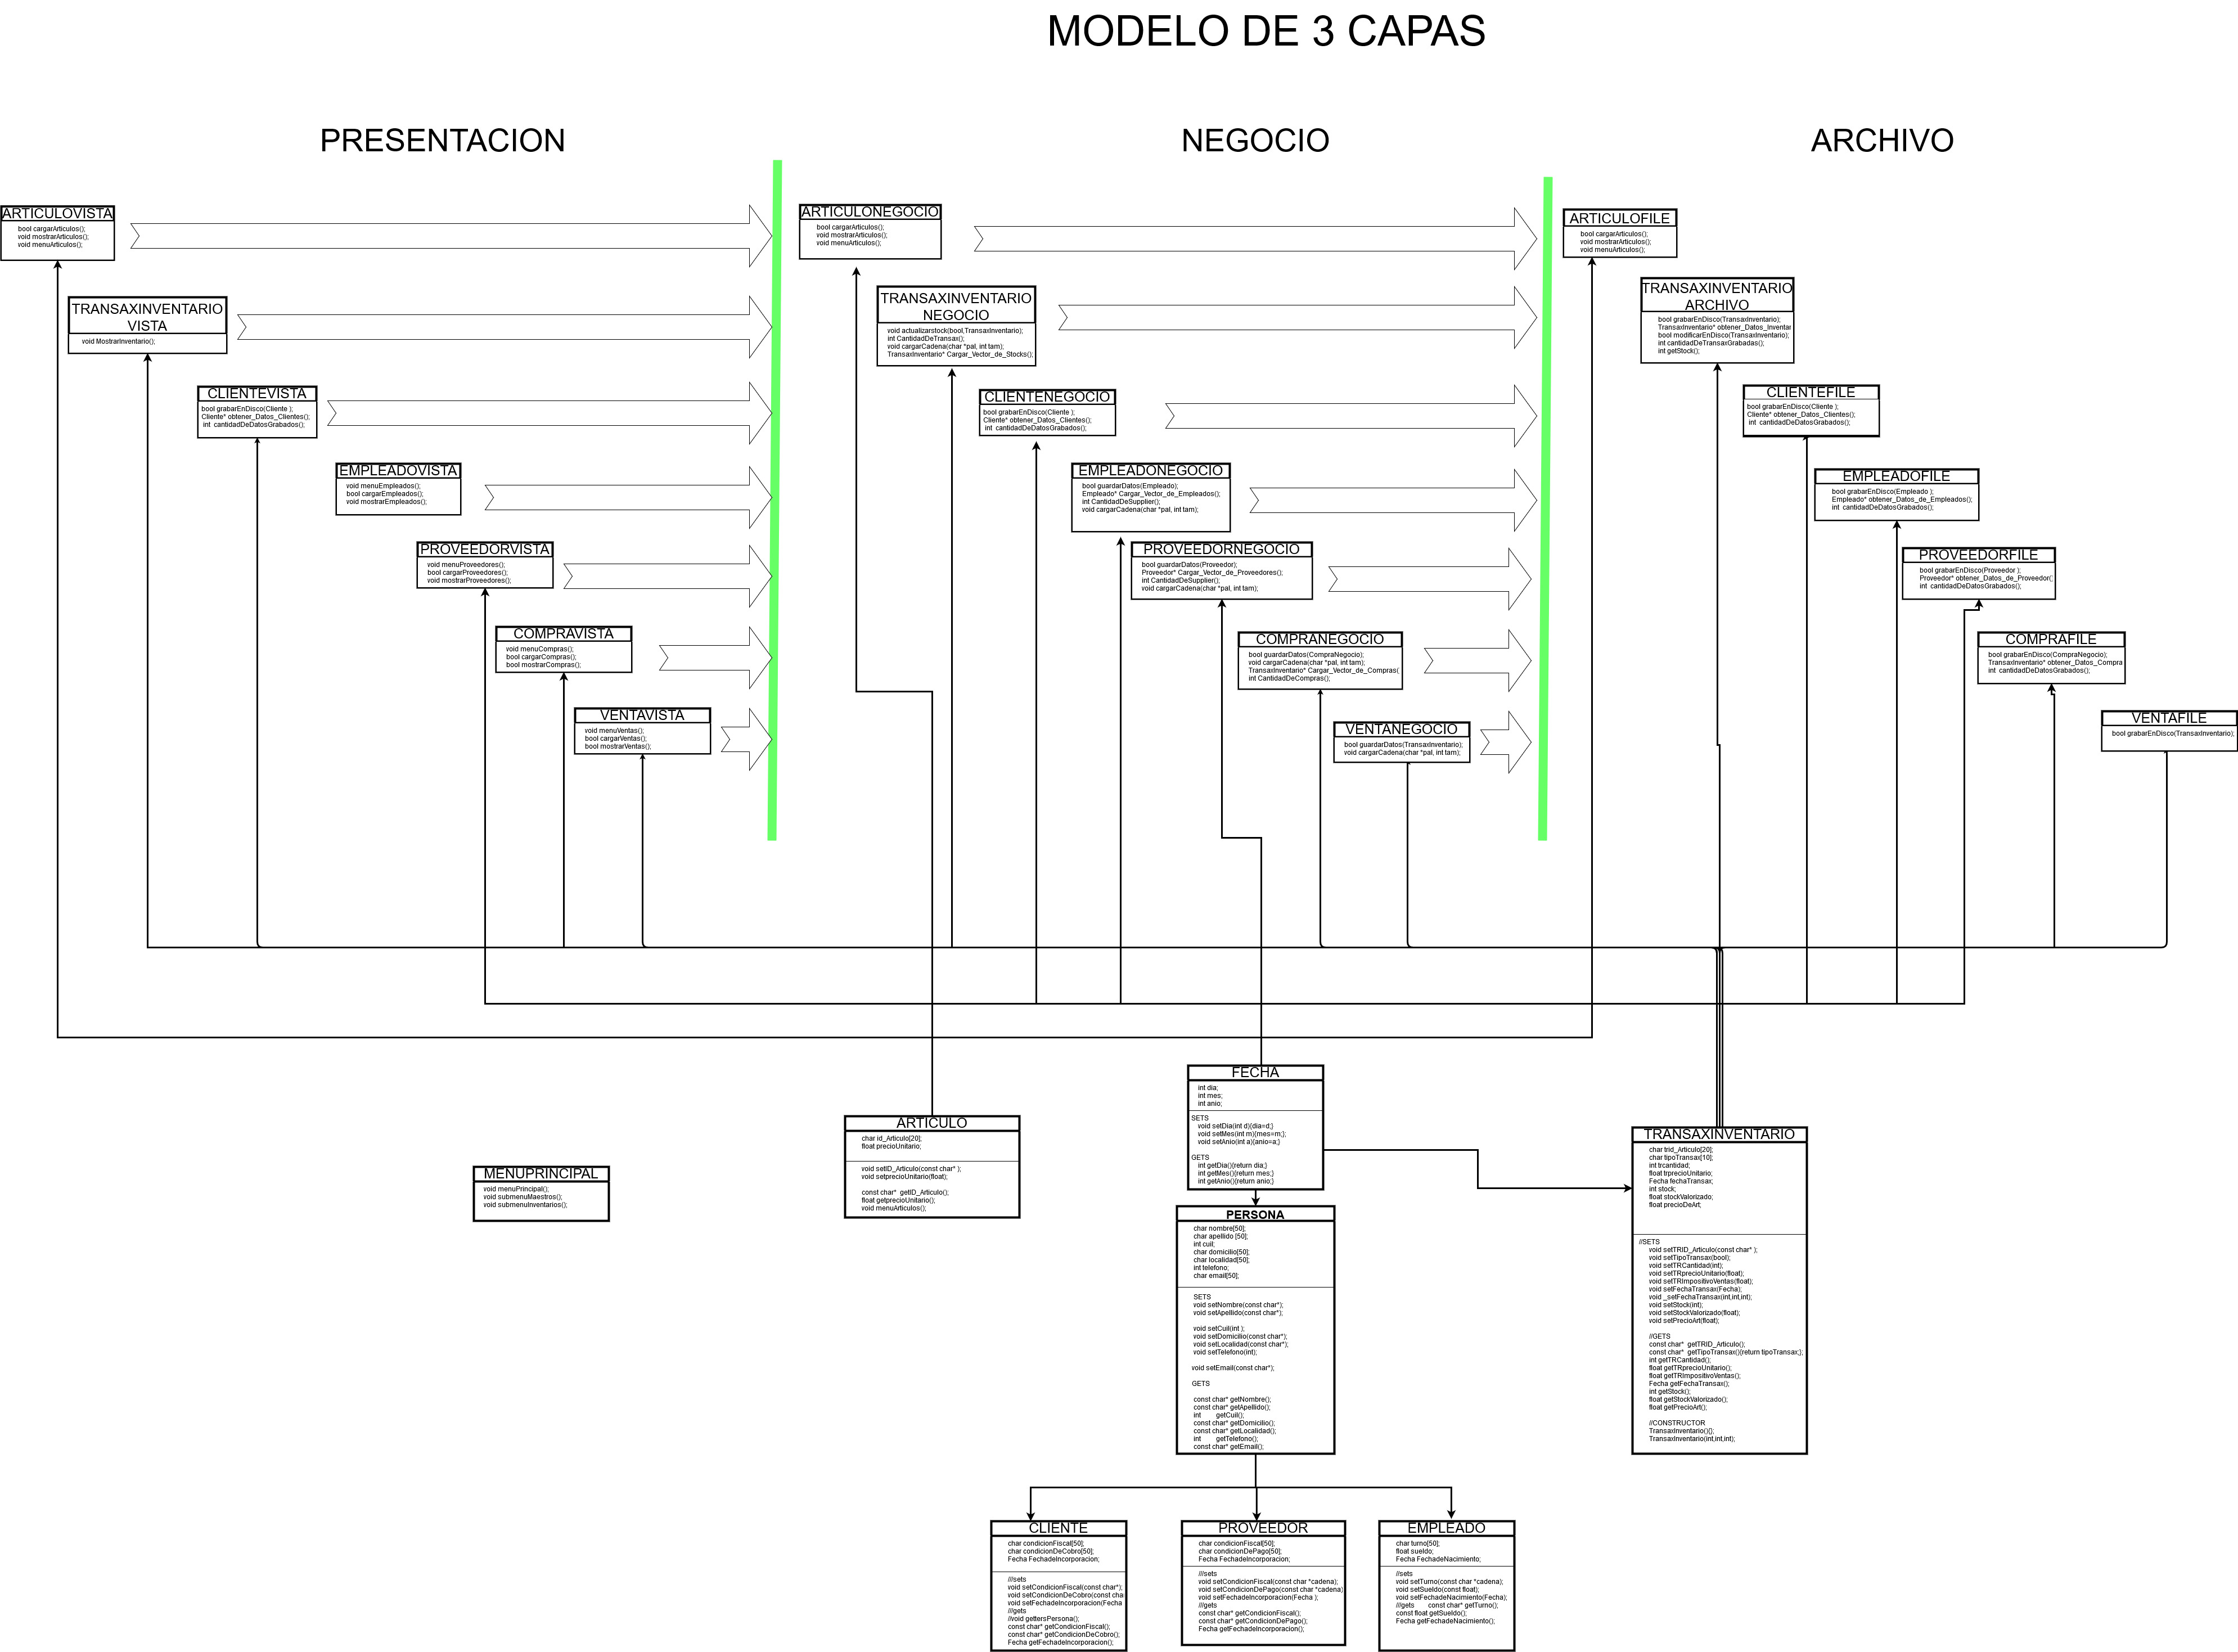 MODELO DE 3 CAPAS
PRESENTACION
NEGOCIO
ARCHIVO
ARTICULOVISTA
bool cargarArticulos();
void mostrarArticulos();
void menuArticulos();
TRANSAXINVENTARIO
VISTA
void MostrarInventario();
CLIENTEVISTA
bool grabarEnDisco(Cliente );
Cliente* obtener_Datos_Clientes();
int cantidadDeDatosGrabados();
EMPLEADOVISTA
void menuEmpleados();
bool cargarEmpleados();
void mostrarEmpleados();
PROVEEDORVISTA
void menuProveedores();
bool cargarProveedores();
void mostrarProveedores();
COMPRAVISTA
void menuCompras();
bool cargarCompras();
bool mostrarCompras();
VENTAVISTA
void menuVentas();
bool cargarVentas();
bool mostrarVentas();
ARTICULONEGOCIO
bool cargarArticulos();
void mostrarArticulos();
void menuArticulos();
TRANSAXINVENTARIO
NEGOCIO
void actualizarstock(bool,TransaxInventario);
int CantidadDeTransax();
void cargarCadena(char *pal, int tam);
TransaxInventario* Cargar_Vector_de_Stocks();
CLIENTENEGOCIO
bool grabarEnDisco(Cliente );
Cliente* obtener_Datos_Clientes();
int cantidadDeDatosGrabados();
EMPLEADONEGOCIO
bool guardarDatos(Empleado);
Empleado* Cargar_Vector_de_Empleados();
int CantidadDeSupplier();
void cargarCadena(char *pal, int tam);
PROVEEDORNEGOCIO
bool guardarDatos(Proveedor);
Proveedor* Cargar_Vector_de_Proveedores();
int CantidadDeSupplier();
void cargarCadena(char *pal, int tam);
COMPRANEGOCIO
bool guardarDatos(CompraNegocio);
void cargarCadena(char *pal, int tam);
TransaxInventario* Cargar_Vector_de_Compras(
int CantidadDeCompras();
VENTANEGOCIO
bool guardarDatos(TransaxInventario);
void cargarCadena(char *pal, int tam);
ARTICULOFILE
bool cargarArticulos();
void mostrarArticulos();
void menuArticulos();
TRANSAXINVENTARIO
ARCHIVO
bool grabarEnDisco(TransaxInventario);
TransaxInventario* obtener_Datos_Inventar
bool modificarEnDisco(TransaxInventario);
int cantidadDeTransaxGrabadas();
int getStock();
CLIENTEFILE
bool grabarEnDisco(Cliente );
Cliente* obtener_Datos_Clientes();
int cantidadDeDatosGrabados();
EMPLEADOFILE
bool grabarEnDisco(Empleado );
Empleado* obtener_Datos_de_Empleados();
int cantidadDeDatosGrabados();
PROVEEDORFILE
bool grabarEnDisco(Proveedor );
Proveedor* obtener_Datos_de_Proveedor(
int cantidadDeDatosGrabados();
COMPRAFILE
bool grabarEnDisco(CompraNegocio);
TransaxInventario* obtener_Datos_Compra
int cantidadDeDatosGrabados();
VENTAFILE
bool grabarEnDisco(TransaxInventario);
MENUPRINCIPAL
void menuPrincipal();
void submenuMaestros();
void submenuInventarios();
ARTICULO
char id_Articulo[20];
float precioUnitario;
void setID_Articulo(const char* );
void setprecioUnitario(float);
const char* getID_Articulo();
float getprecioUnitario();
void menuArticulos();
FECHA
int dia;
int mes;
int anio;
SETS
void setDia(int d){dia=d;}
void setMes(int m){mes=m;};
void setAnio(int a){anio=a;}
GETS
int getDia(){return dia;}
int getMes(){return mes;}
int getAnio(){return anio;}
PERSONA
char nombre[50];
char apellido [50];
int cuil;
char domicilio[50];
char localidad[50];
int telefono;
char email[50];
SETS
void setNombre(const char*);
void setApellido(const char*);
void setCuil(int );
void setDomicilio(const char*);
void setLocalidad(const char*);
void setTelefono(int);
void setEmail(const char*);
GETS
const char* getNombre();
const char* getApellido();
int getCuil();
const char* getDomicilio();
const char* getLocalidad();
int getTelefono();
const char* getEmail();
TRANSAXINVENTARIO
char trid_Articulo[20];
char tipoTransax[10];
int trcantidad;
float trprecioUnitario;
Fecha fechaTransax;
int stock;
float stockValorizado;
float precioDeArt;
//SETS
void setTRID_Articulo(const char* );
void setTipoTransax(bool);
void setTRCantidad(int);
void setTRprecioUnitario(float);
void setTRImpositivoVentas(float);
void setFechaTransax(Fecha);
void _setFechaTransax(int,int,int);
void setStock(int);
void setStockValorizado(float);
void setPrecioArt(float);
//GETS
const char* getTRID_Articulo();
const char* getTipoTransax(){return tipoTransax;};
int getTRCantidad();
float getTRprecioUnitario();
float getTRImpositivoVentas();
Fecha getFechaTransax();
int getStock();
float getStockValorizado();
float getPrecioArt();
//CONSTRUCTOR
TransaxInventario(){};
TransaxInventario(int,int,int);
CLIENTE
char condicionFiscal[50];
char condicionDeCobro[50];
Fecha FechadeIncorporacion;
///sets
void setCondicionFiscal(const char*);
void setCondicionDeCobro(const cha
void setFechadeIncorporacion(Fecha
///gets
//void gettersPersona();
const char* getCondicionFiscal();
const char* getCondicionDeCobro();
Fecha getFechadeIncorporacion();
PROVEEDOR
char condicionFiscal[50];
char condicionDePago[50];
Fecha FechadeIncorporacion;
///sets
void setCondicionFiscal(const char *cadena);
void setCondicionDePago(const char *cadena)
void setFechadeIncorporacion(Fecha );
///gets
const char* getCondicionFiscal();
const char* getCondicionDePago();
Fecha getFechadeIncorporacion();
EMPLEADO
char turno[50];
float sueldo;
Fecha FechadeNacimiento;
//sets
void setTurno(const char *cadena);
void setSueldo(const float);
void setFechadeNacimiento(Fecha);
///gets const char* getTurno();
const float getSueldo();
Fecha getFechadeNacimiento();